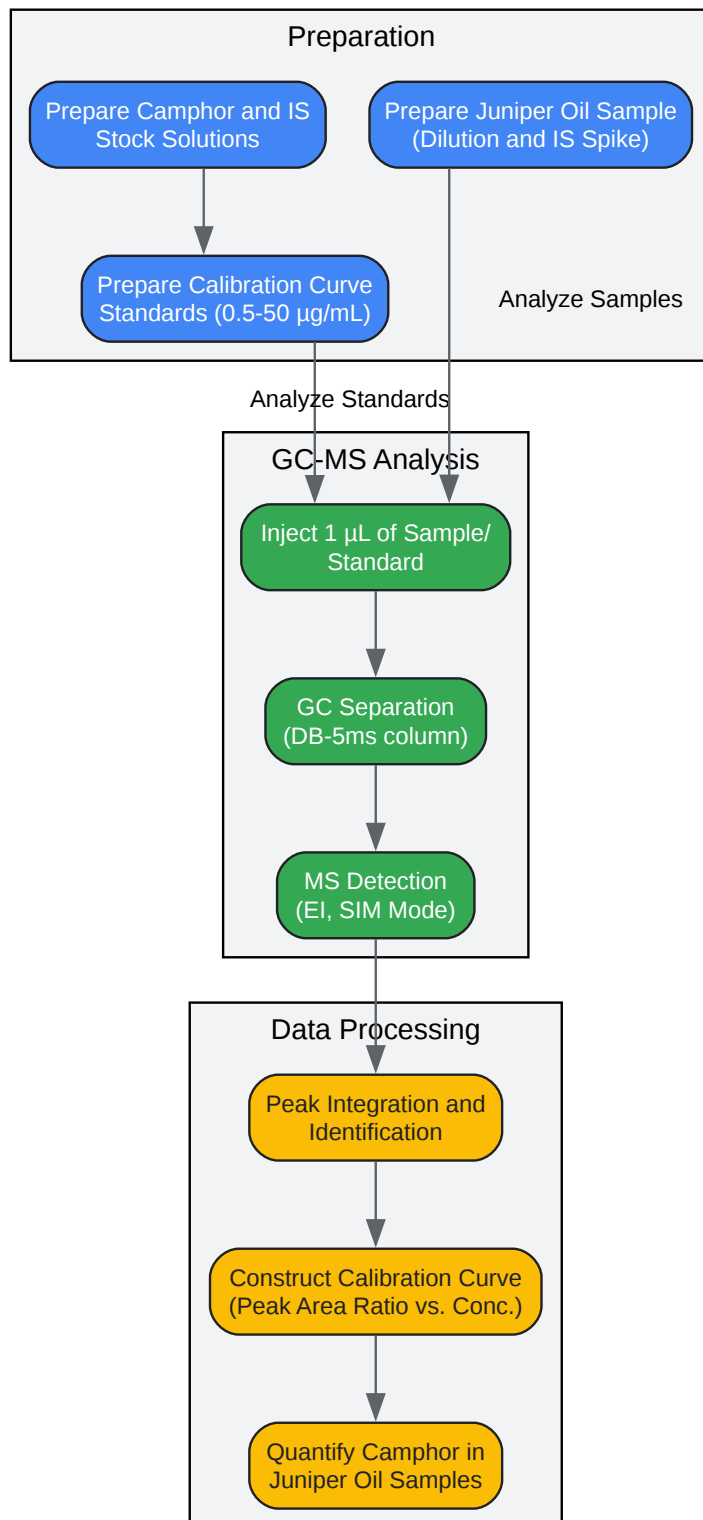 Preparation
Prepare Camphor and IS
Stock Solutions
Prepare Juniper Oil Sample
(Dilution and IS Spike)
Prepare Calibration Curve
Standards (0.5-50 µg/mL)
Analyze Samples
Analyze Standards
GC-MS Analysis
Inject 1 µL of Sample/
Standard
GC Separation
(DB-5ms column)
MS Detection
(EI, SIM Mode)
Data Processing
Peak Integration and
Identification
Construct Calibration Curve
(Peak Area Ratio vs. Conc.)
Quantify Camphor in
Juniper Oil Samples